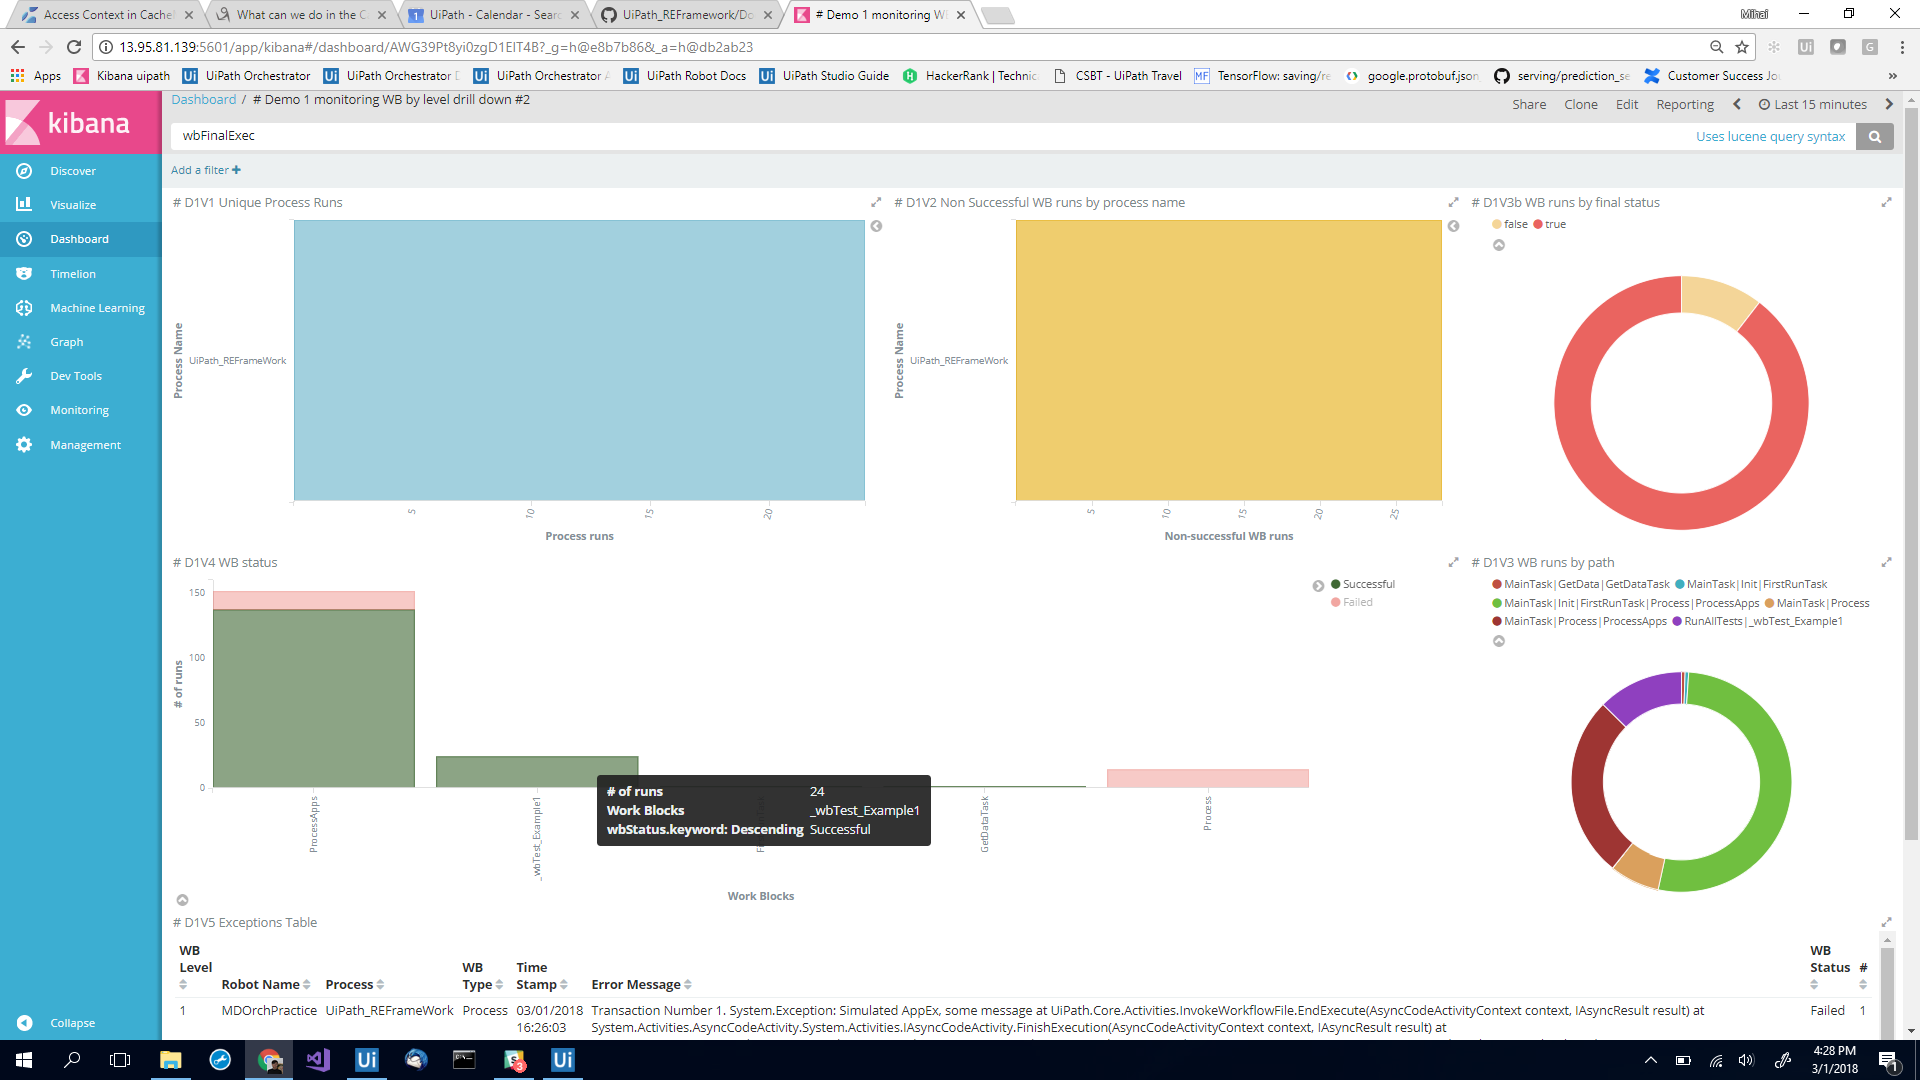 Access Context in Cache
What can we do in the C
UiPath - Calendar - Sear
UiPath_REFramework/Do
# Demo 1 monitoring W
Mihai
13.95.81.139:5601/app/kibana#/dashboard/AWG39Pt8yi0zgD1EIT4B?_g=h@e8b7b86&_a=h@db2ab23
Apps
Kibana uipath
UiPath Orchestrator
UiPath Orchestrator
UiPath Orchestrator
UiPath Robot Docs
UiPath Studio Guide
HackerRank | Technic
CSBT - UiPath Travel
TensorFlow: saving/re
google.protobuf.json
serving/prediction_se
Customer Success Jou
»
kibana
Discover
Visualize
Dashboard
Timelion
Machine Learning
Graph
Dev Tools
Monitoring
Management
Collapse
Dashboard / # Demo 1 monitoring WB by level drill down #2
Share Clone Edit Reporting Last 15 minutes
wbFinalExec
Uses lucene query syntax
Add a filter +
# D1V1 Unique Process Runs
Process Name
UiPath_REFrameWork
5 10 15 20
Process runs
# D1V2 Non Successful WB runs by process name
Process Name
UiPath_REFrameWork
5 10 15 20 25
Non-successful WB runs
# D1V3b WB runs by final status
false true
# D1V4 WB status
# of runs
150
100
50
0
Successful
Failed
ProcessApps
_wbTest_Example1
GetDataTask
Process
Work Blocks
# of runs 24
Work Blocks _wbTest_Example1
wbStatus.keyword: Descending Successful
# D1V3 WB runs by path
MainTask|GetData|GetDataTask MainTask|Init|FirstRunTask
MainTask|Init|FirstRunTask|Process|ProcessApps MainTask|Process
MainTask|Process|ProcessApps RunAllTests|_wbTest_Example1
# D1V5 Exceptions Table
WB Level
Robot Name
Process
WB Type
Time Stamp
Error Message
WB Status
#
1 MDOrchPractice UiPath_REFrameWork Process 03/01/2018 16:26:03
Transaction Number 1. System.Exception: Simulated AppEx, some message at UiPath.Core.Activities.InvokeWorkflowFile.EndExecute(AsyncCodeActivityContext context, IAsyncResult result) at
System.Activities.AsyncCodeActivity.System.Activities.IAsyncCodeActivity.FinishExecution(AsyncCodeActivityContext context, IAsyncResult result) at
Failed 1
4:28 PM
3/1/2018